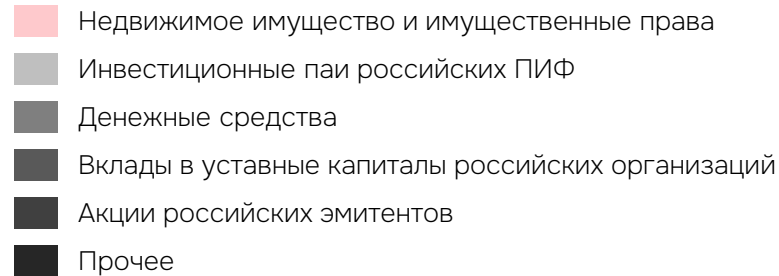 Недвижимое имущество и имущественные права
Инвестиционные паи российских ПИФ
Денежные средства
Вклады в уставные капиталы российских организаций
Акции российских эмитентов
Прочее